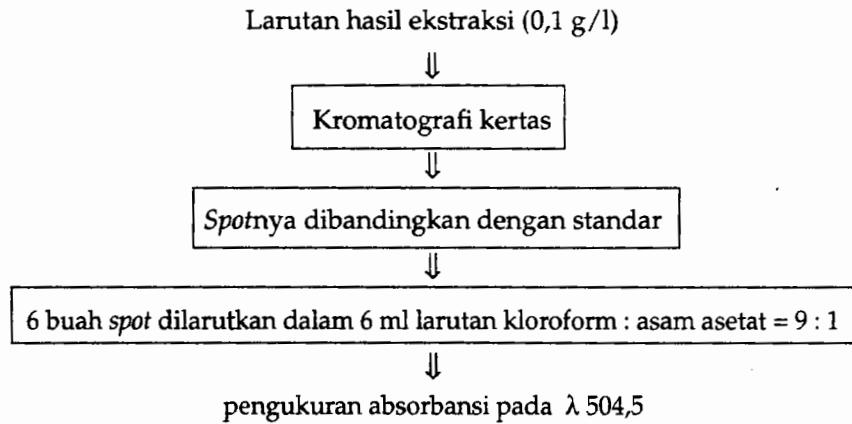 Larutan hasil ekstraksi (0,1 g/l)
⇓
Kromatografi kertas
⇓
Spotnya dibandingkan dengan standar
⇓
6 buah spot dilarutkan dalam 6 ml larutan kloroform : asam asetat = 9 : 1
⇓
pengukuran absorbansi pada λ 504,5